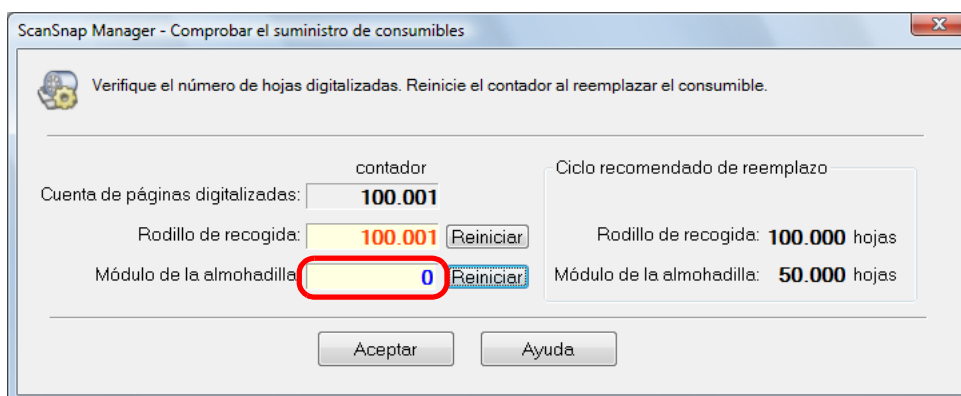 ScanSnap Manager - Comprobar el suministro de consumibles
Verifique el número de hojas digitalizadas. Reinicie el contador al reemplazar el consumible.
contador
Cuenta de páginas digitalizadas: 100.001
Rodillo de recogida: 100.001 Reiniciar
Módulo de la almohadilla 0 Reiniciar
Ciclo recomendado de reemplazo
Rodillo de recogida: 100.000 hojas
Módulo de la almohadilla: 50.000 hojas
Aceptar Ayuda